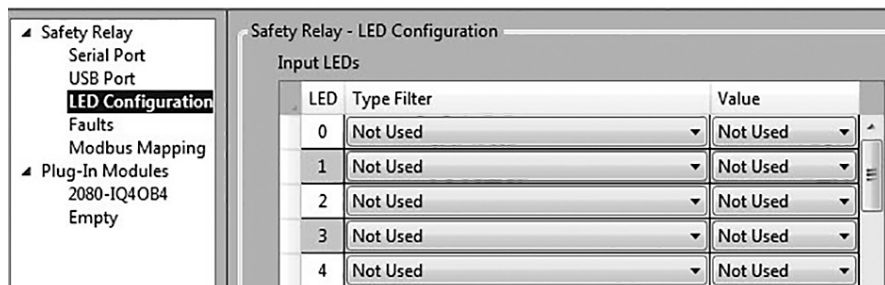 Safety Relay
Serial Port
USB Port
LED Configuration
Faults
Modbus Mapping
Plug-In Modules
2080-IQ4OB4
Empty
Safety Relay - LED Configuration
Input LEDs
LED Type Filter Value
0 Not Used Not Used
1 Not Used Not Used
2 Not Used Not Used
3 Not Used Not Used
4 Not Used Not Used